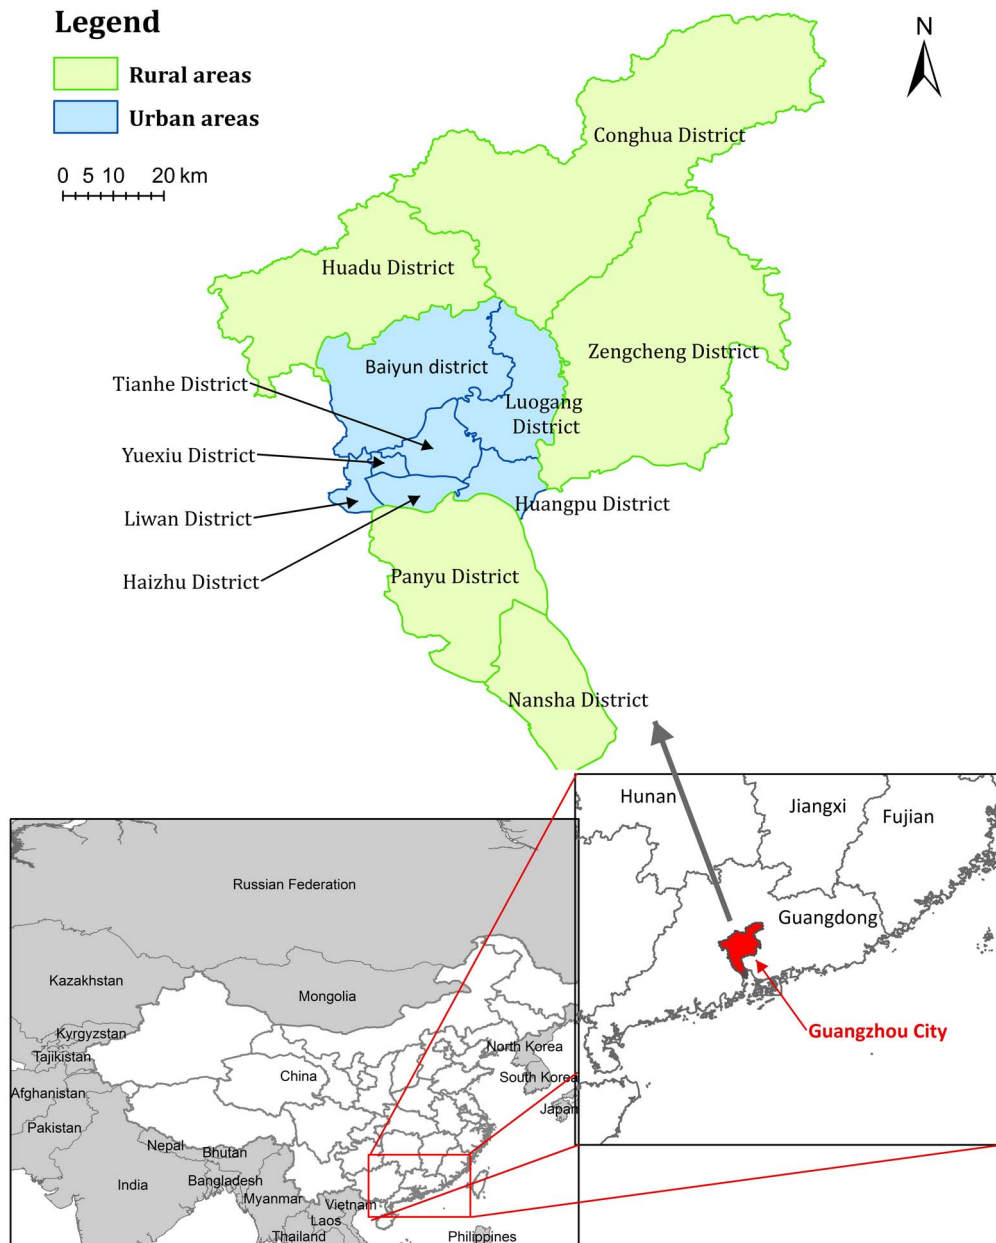 Legend
Rural areas
Urban areas
0 5 10 20 km
N
Conghua District
Huadu District
Zengcheng District
Baiyun district
Tianhe District
Luogang
District
Yuexiu District
Huangpu District
Liwan District
Haizhu District
Panyu District
Nansha District
Hunan
Jiangxi
Fujian
Guangdong
Guangzhou City
Russian Federation
Kazakhstan
Mongolia
Kyrgyzstan
Tajikistan
North Korea
South Korea
China
Afghanistan
Japan
Pakistan
Nepal
Bhutan
India
Bangladesh
Myanmar
Vietnam
Laos
Thailand
Philippines